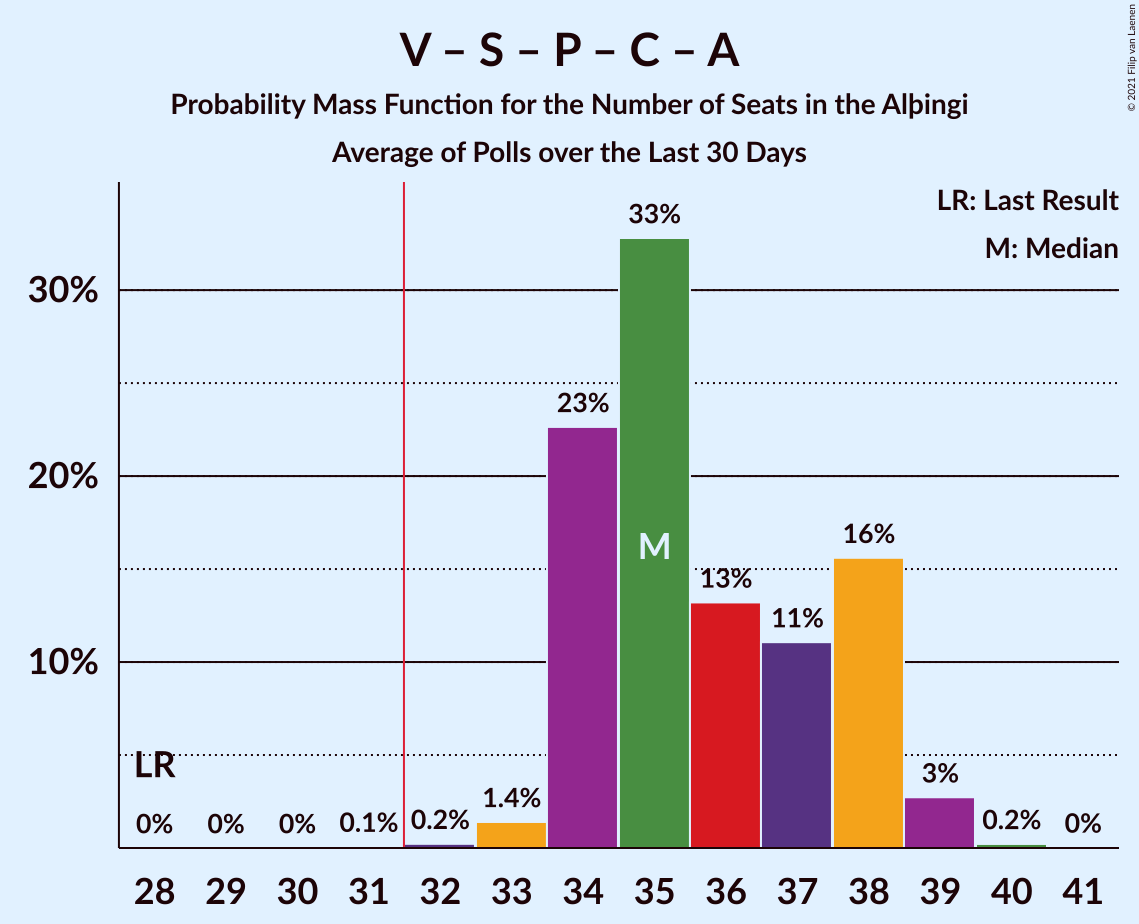 V – S – P – C – A
Probability Mass Function for the Number of Seats in the Alþingi
Average of Polls over the Last 30 Days
© 2021 Filip van Laenen
LR: Last Result
M: Median
33%
30%
23%
20%
16%
M
13%
11%
10%
LR
3%
1.4%
0% 0% 0% 0.1% 0.2% 0.2% 0%
28 29 30 31 32 33 34 35 36 37 38 39 40 41